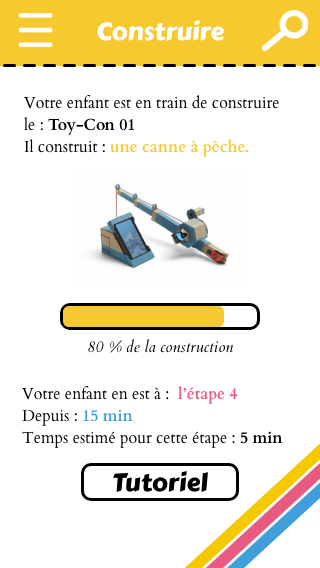 Construire
Votre enfant est en train de construire
le : Toy-Con 01
Il construit : une canne à pêche.
80 % de la construction
Votre enfant en est à : l'étape 4
Depuis : 15 min
Temps estimé pour cette étape : 5 min
Tutoriel